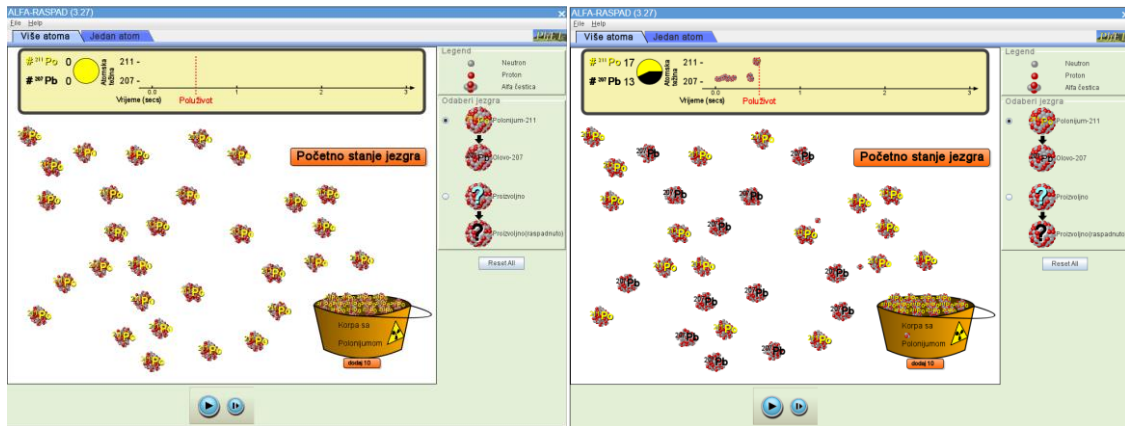 ALFA-RASPAD (3.27)
File Help
Više atoma Jedan atom
# 211 Po 0
# 207 Pb 0
Atomska težina
211 -
207 -
0.0 1 2 3
Vrijeme (secs) Poluživot
Početno stanje jezgra
Korpa sa
Polonijumom
dodaj 10
Legend
Neutron
Proton
Alfa čestica
Odaberi jezgra
Polonijum-211
Olovo-207
Proizvoljno
Proizvoljno(raspadnuto)
Reset All
ALFA-RASPAD (3.27)
File Help
Više atoma Jedan atom
# 211 Po 17
# 207 Pb 13
Atomska težina
211 -
207 -
0.0 1 2 3
Vrijeme (secs) Poluživot
Početno stanje jezgra
Korpa sa
Polonijumom
dodaj 10
Legend
Neutron
Proton
Alfa čestica
Odaberi jezgra
Polonijum-211
Olovo-207
Proizvoljno
Proizvoljno(raspadnuto)
Reset All